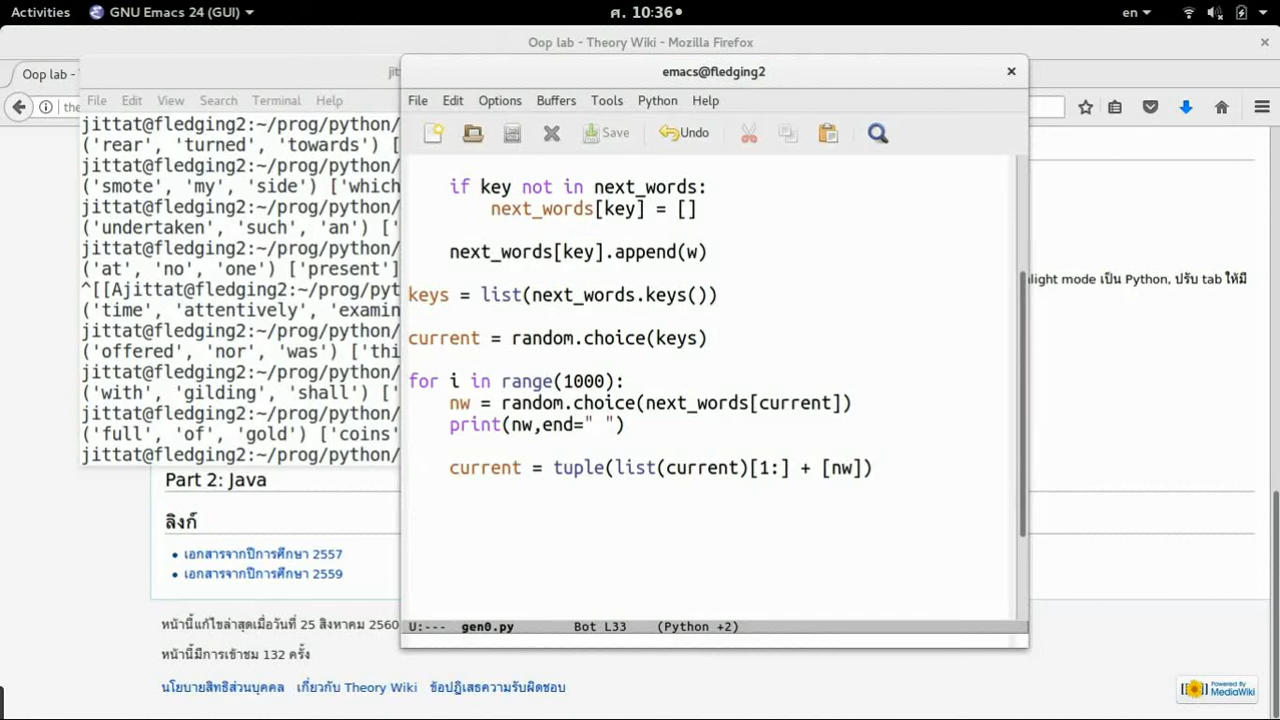 Activities GNU Emacs 24 (GUI) ศ. 10:36 en
Oop lab - Theory Wiki - Mozilla Firefox
Oop lab -
the
File Edit View Search Terminal Help
jittat@fledging2:~/prog/python/
('rear', 'turned', 'towards') [
jittat@fledging2:~/prog/python/
('smote', 'my', 'side') ['which
jittat@fledging2:~/prog/python/
('undertaken', 'such', 'an') ['
jittat@fledging2:~/prog/python/
('at', 'no', 'one') ['present']
^[[Ajittat@fledging2:~/prog/pyt
('time', 'attentively', 'examin
jittat@fledging2:~/prog/python/
('offered', 'nor', 'was') ['thi
jittat@fledging2:~/prog/python/
('with', 'gilding', 'shall') ['
jittat@fledging2:~/prog/python/
('full', 'of', 'gold') ['coins'
jittat@fledging2:~/prog/python/
emacs@fledging2
File Edit Options Buffers Tools Python Help
Save Undo
if key not in next_words:
next_words[key] = []
next_words[key].append(w)
keys = list(next_words.keys())
current = random.choice(keys)
for i in range(1000):
nw = random.choice(next_words[current])
print(nw,end=" ")
current = tuple(list(current)[1:] + [nw])
U:--- gen0.py Bot L33 (Python +2)
light mode เป็น Python, ปรับ tab ให้มี
Part 2: Java
ลิงก์
เอกสารจากปีการศึกษา 2557
เอกสารจากปีการศึกษา 2559
หน้านี้แก้ไขล่าสุดเมื่อวันที่ 25 สิงหาคม 2560
หน้านี้มีการเข้าชม 132 ครั้ง
นโยบายสิทธิส่วนบุคคล เกี่ยวกับ Theory Wiki ข้อปฏิเสธความรับผิดชอบ
Powered By
MediaWiki